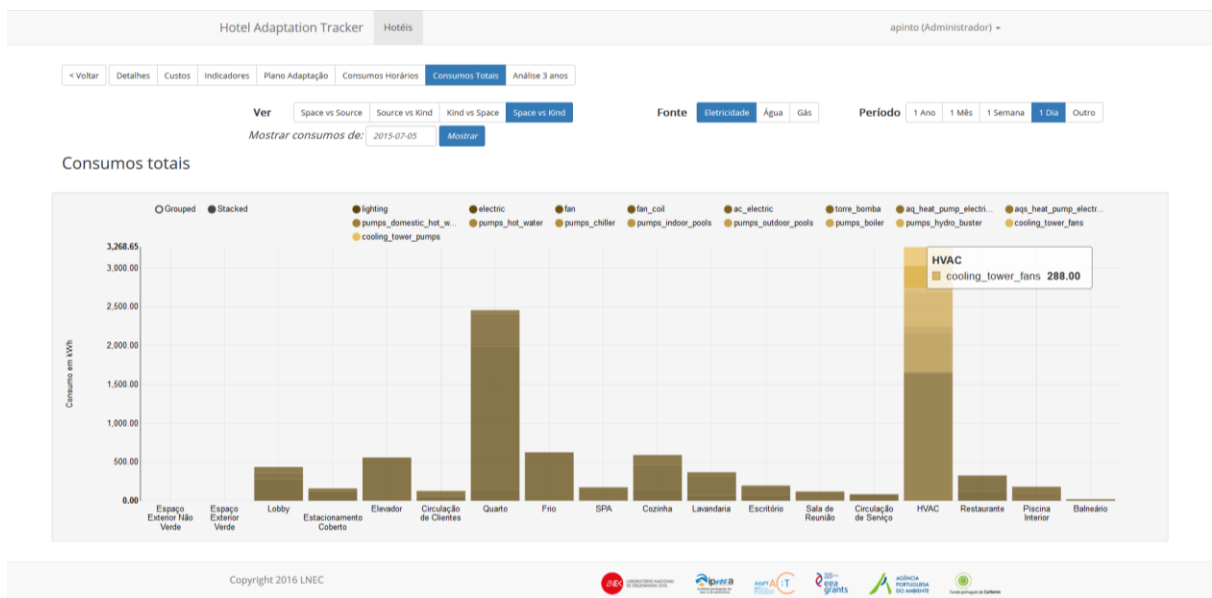 Hotel Adaptation Tracker Hotéis apinto (Administrador)
< Voltar Detalhes Custos Indicadores Plano Adaptação Consumos Horários Consumos Totais Análise 3 anos
Ver Space vs Source Source vs Kind Kind vs Space Space vs Kind Fonte Eletricidade Água Gás Período 1 Ano 1 Mês 1 Semana 1 Dia Outro
Mostrar consumos de: 2015-07-05 Mostrar
Consumos totais
Grouped Stacked lighting electric fan fan_coil ac_electric torre_bomba aq_heat_pump_electri... aqs_heat_pump_electr...
pumps_domestic_hot_w... pumps_hot_water pumps_chiller pumps_indoor_pools pumps_outdoor_pools pumps_boiler pumps_hydro_buster cooling_tower_fans
cooling_tower_pumps
3,268.65
3,000.00
2,500.00
2,000.00
1,500.00
1,000.00
500.00
0.00
Consumo em kWh
HVAC
cooling_tower_fans 288.00
Espaço Exterior Não Verde
Espaço Exterior Verde
Lobby
Estacionamento Coberto
Elevador
Circulação de Clientes
Quarto
Frio
SPA
Cozinha
Lavandaria
Escritório
Sala de Reunião
Circulação de Serviço
HVAC
Restaurante
Piscina Interior
Balneário
Copyright 2016 LNEC
eea grants
AGÊNCIA PORTUGUESA DO AMBIENTE